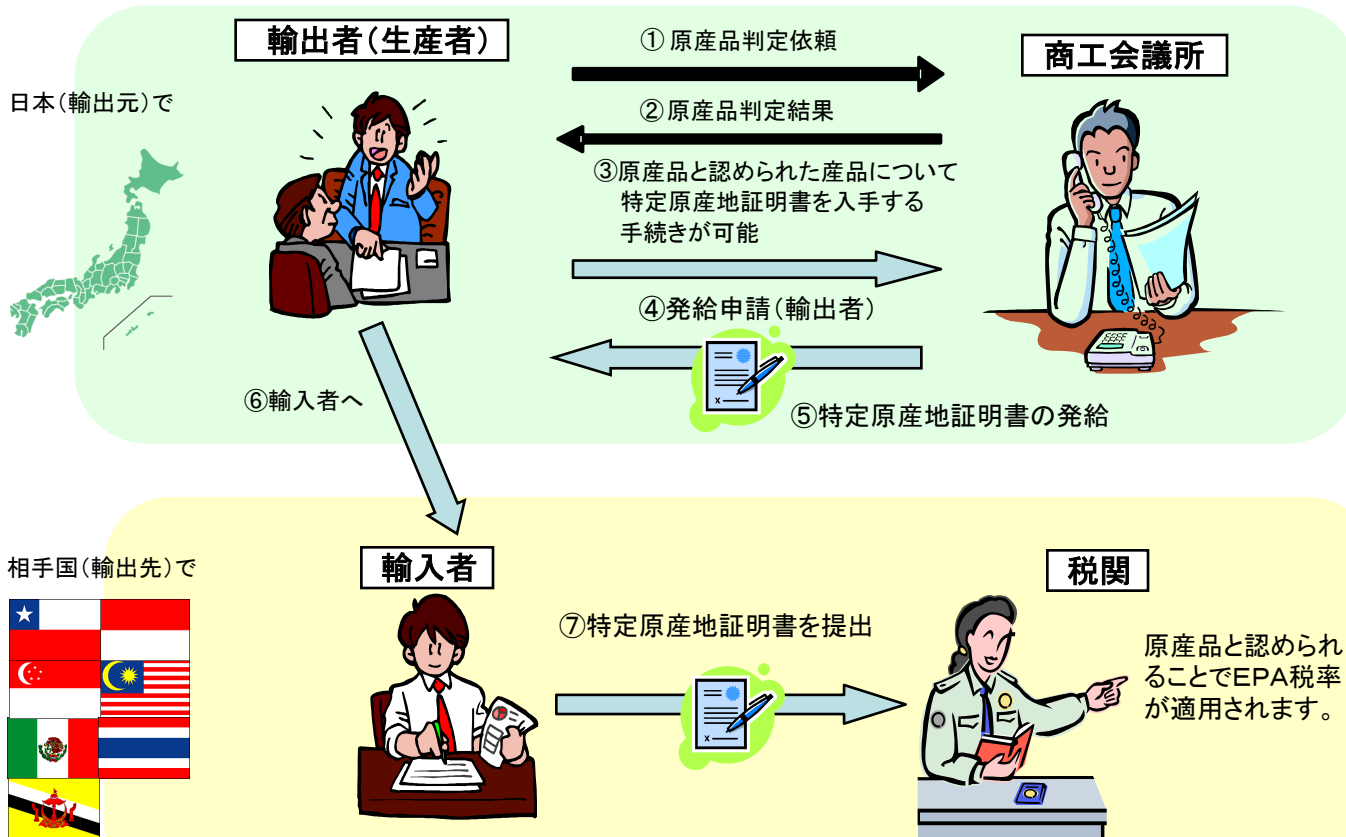 輸出者(生産者)
① 原産品判定依頼
商工会議所
日本(輸出元)で
② 原産品判定結果
③原産品と認められた産品について
特定原産地証明書を入手する
手続きが可能
④発給申請(輸出者)
⑥輸入者へ
⑤特定原産地証明書の発給
相手国(輸出先)で
輸入者
税関
⑦特定原産地証明書を提出
原産品と認められ
ることでEPA税率
が適用されます。